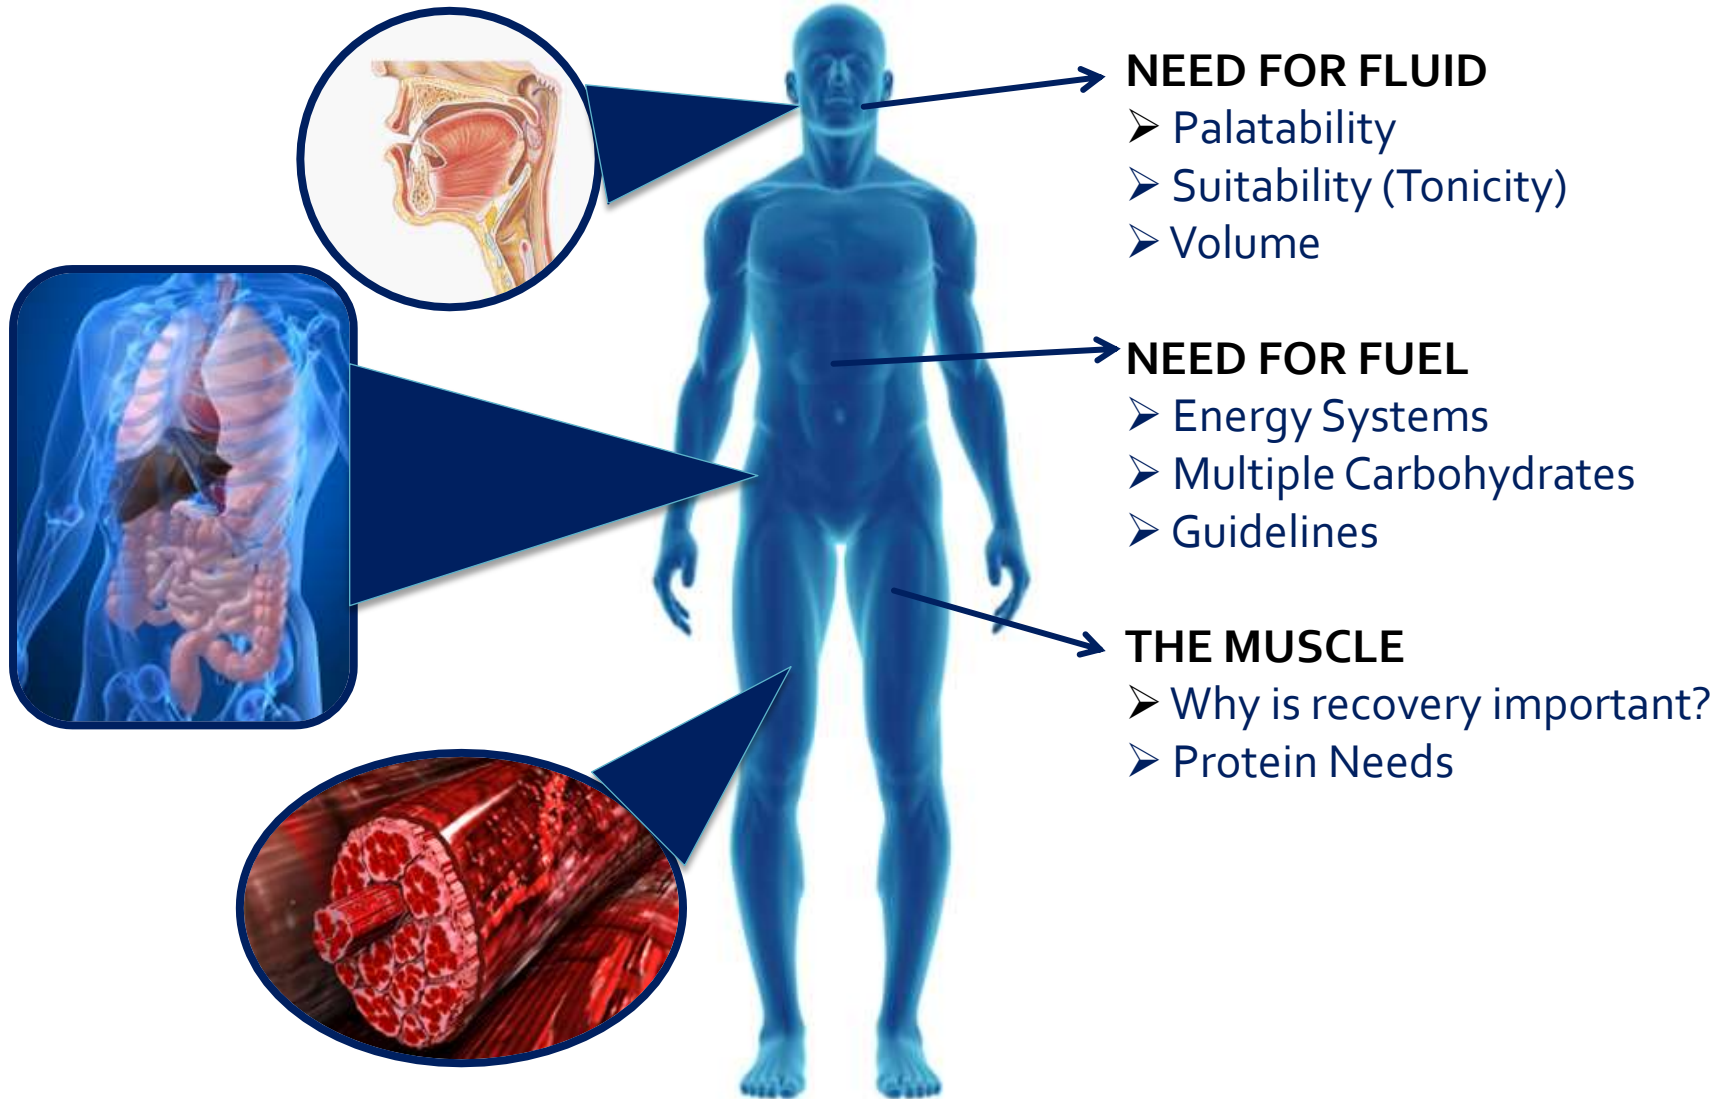 NEED FOR FLUID
➢ Palatability
➢ Suitability (Tonicity)
➢ Volume
NEED FOR FUEL
➢ Energy Systems
➢ Multiple Carbohydrates
➢ Guidelines
THE MUSCLE
➢ Why is recovery important?
➢ Protein Needs